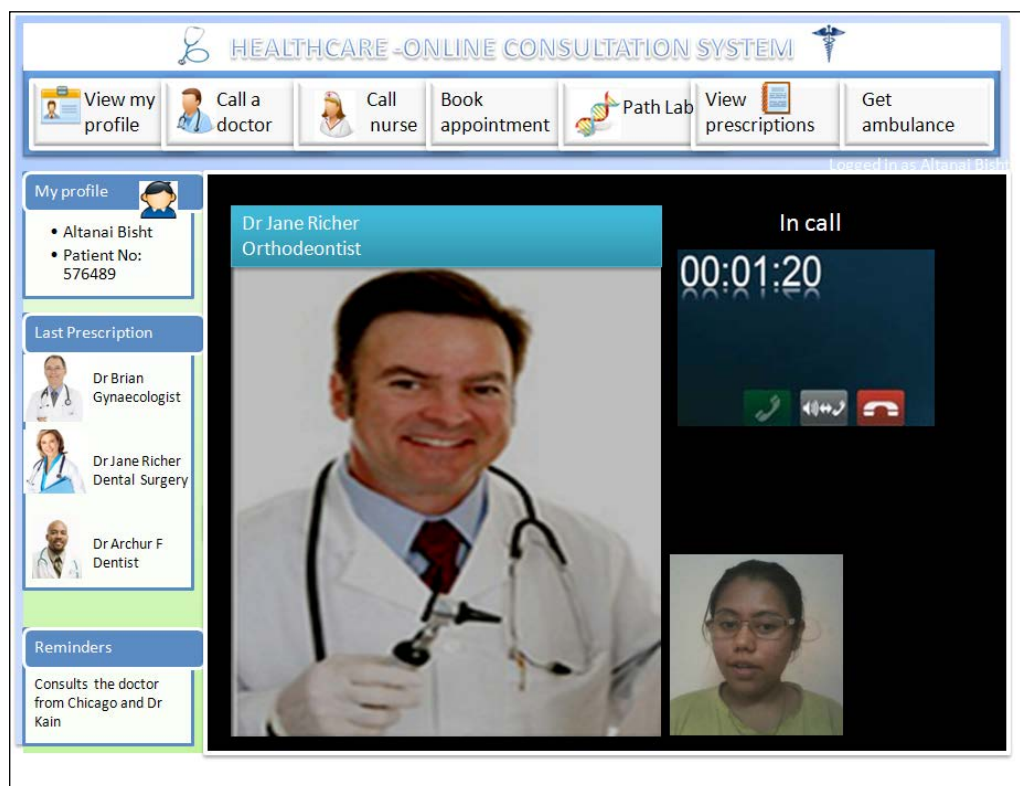 HEALTHCARE -ONLINE CONSULTATION SYSTEM
View my
profile
Call a
doctor
Call
nurse
Book
appointment
Path Lab
View
prescriptions
Get
ambulance
Logged in as Altanai Bisht
My profile
• Altanai Bisht
• Patient No:
576489
Last Prescription
Dr Brian
Gynaecologist
Dr Jane Richer
Dental Surgery
Dr Archur F
Dentist
Reminders
Consults the doctor
from Chicago and Dr
Kain
Dr Jane Richer
Orthodeontist
In call
00:01:20